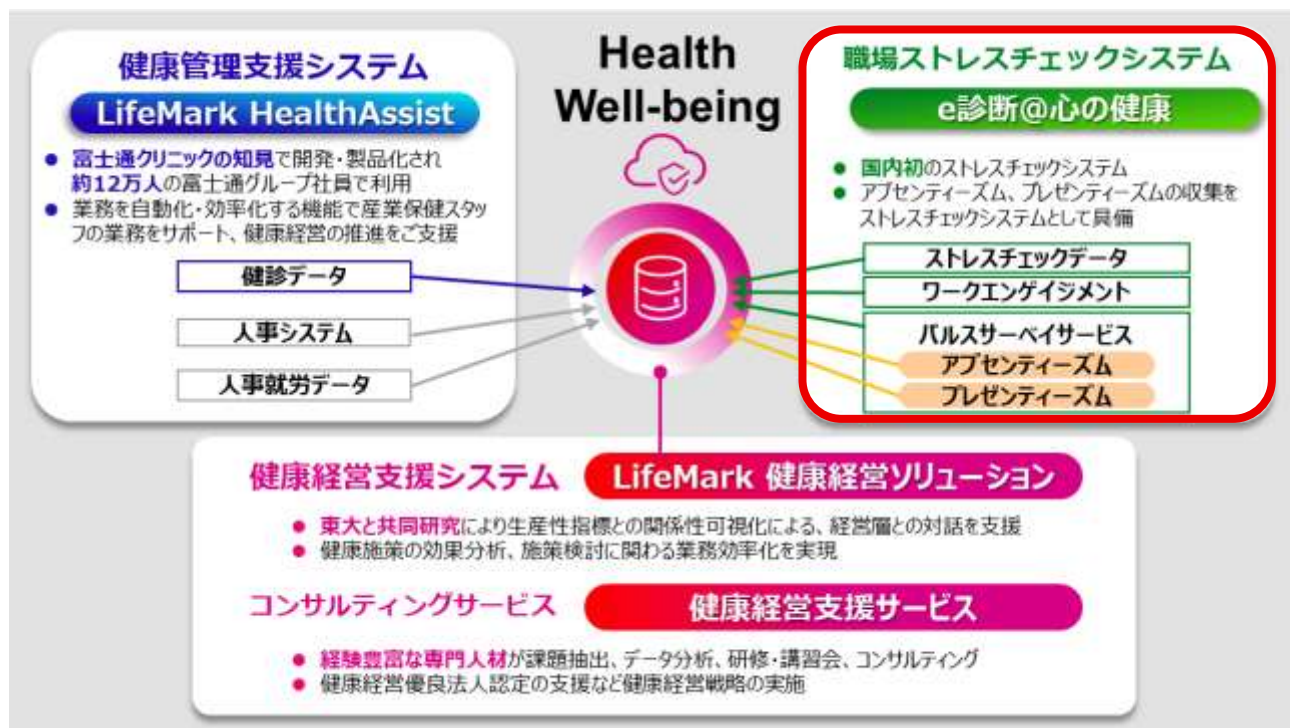 健康管理支援システム
LifeMark HealthAssist
● 富士通クリニックの知見で開発・製品化され
約12万人の富士通グループ社員で利用
● 業務を自動化・効率化する機能で産業保健スタッ
フの業務をサポート、健康経営の推進をご支援
健診データ
人事システム
人事就労データ
Health
Well-being
職場ストレスチェックシステム
e診断@心の健康
● 国内初のストレスチェックシステム
● アブセンティーズム、プレゼンティーズムの収集を
ストレスチェックシステムとして具備
ストレスチェックデータ
ワークエンゲイジメント
パルスサーベイサービス
アブセンティーズム
プレゼンティーズム
健康経営支援システム
LifeMark 健康経営ソリューション
● 東大と共同研究により生産性指標との関係性可視化による、経営層との対話を支援
● 健康施策の効果分析、施策検討に関わる業務効率化を実現
コンサルティングサービス
健康経営支援サービス
● 経験豊富な専門人材が課題抽出、データ分析、研修・講習会、コンサルティング
● 健康経営優良法人認定の支援など健康経営戦略の実施